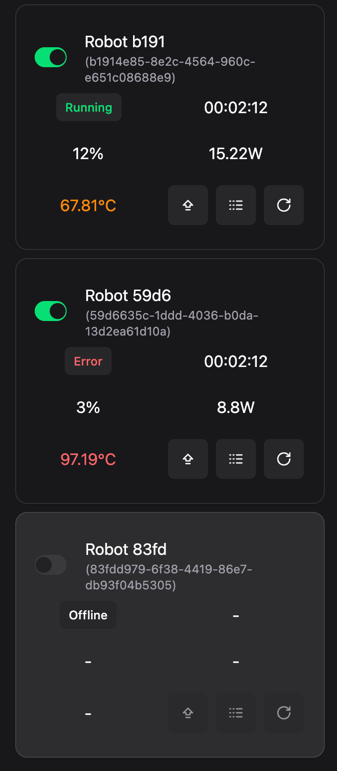 Robot b191
(b1914e85-8e2c-4564-960c-
e651c08688e9)
Running 00:02:12
12% 15.22W
67.81°C
Robot 59d6
(59d6635c-1ddd-4036-b0da-
13d2ea61d10a)
Error 00:02:12
3% 8.8W
97.19°C
Robot 83fd
(83fdd979-6f38-4419-86e7-
db93f04b5305)
Offline -
- -
-